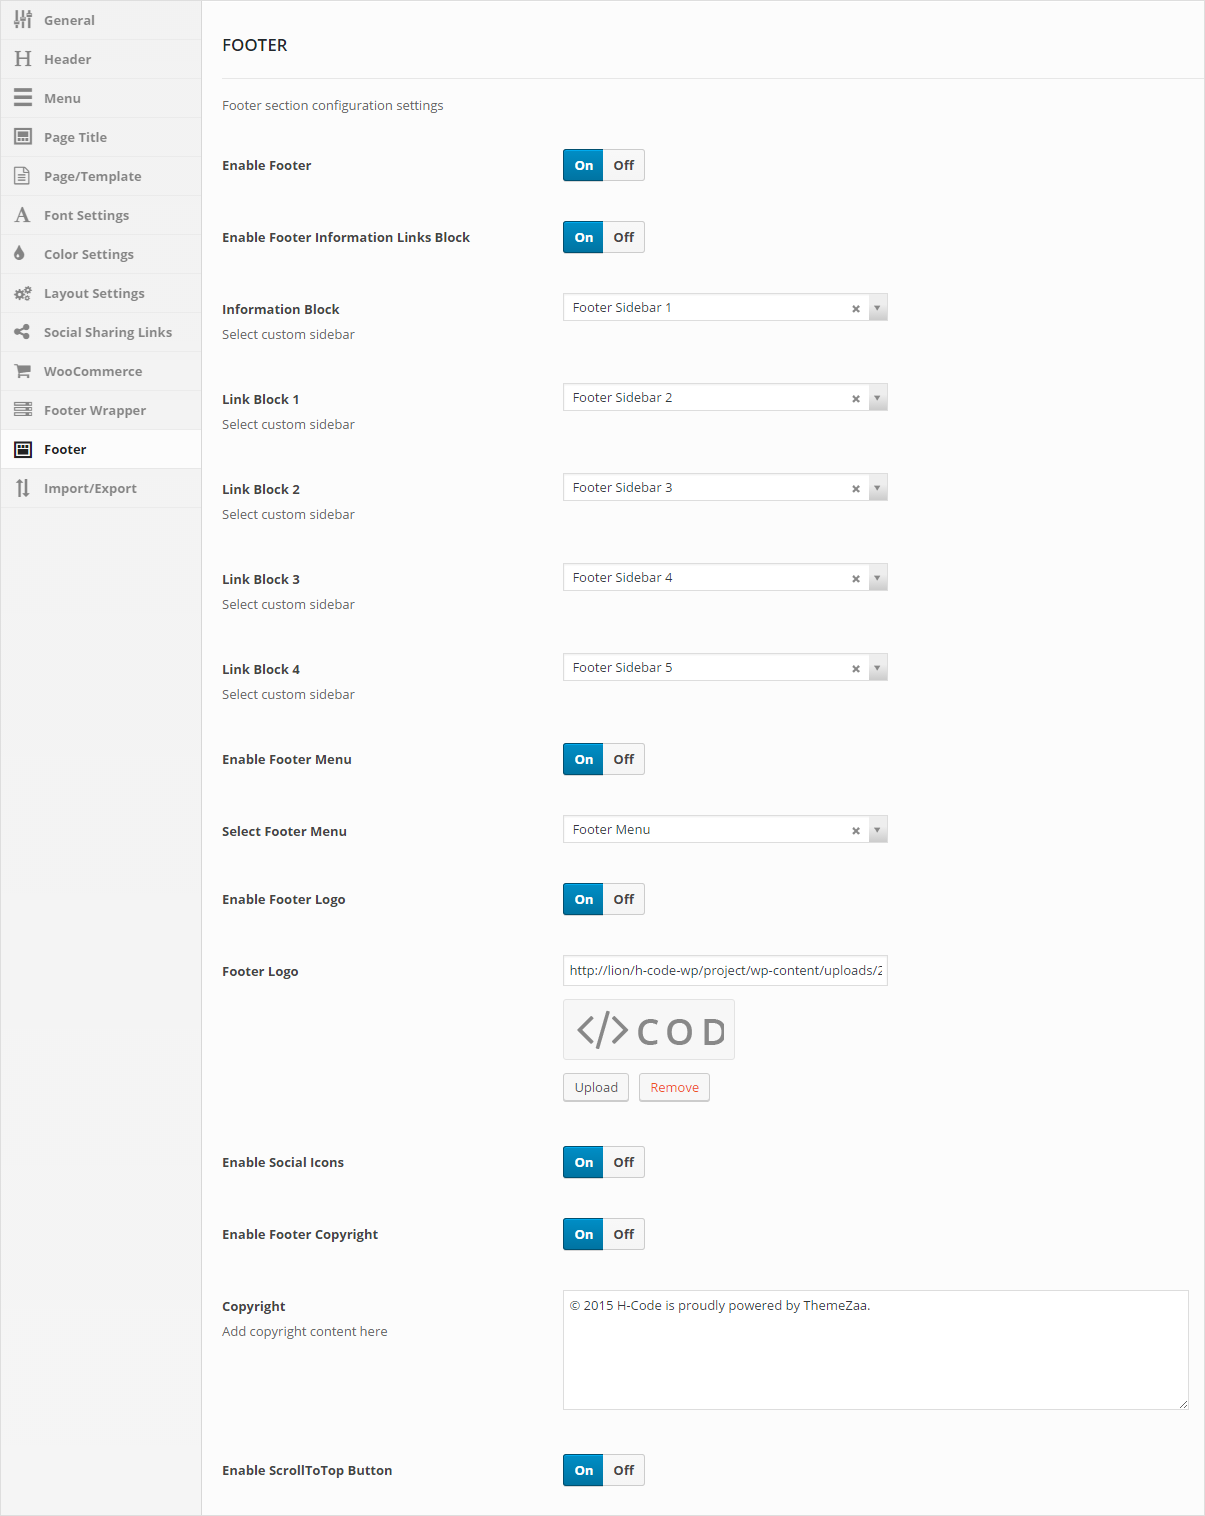 General
Header
Menu
Page Title
Page/Template
Font Settings
Color Settings
Layout Settings
Social Sharing Links
WooCommerce
Footer Wrapper
Footer
Import/Export
FOOTER
Footer section configuration settings
Enable Footer On Off
Enable Footer Information Links Block On Off
Information Block Footer Sidebar 1
Select custom sidebar
Link Block 1 Footer Sidebar 2
Select custom sidebar
Link Block 2 Footer Sidebar 3
Select custom sidebar
Link Block 3 Footer Sidebar 4
Select custom sidebar
Link Block 4 Footer Sidebar 5
Select custom sidebar
Enable Footer Menu On Off
Select Footer Menu Footer Menu
Enable Footer Logo On Off
Footer Logo http://lion/h-code-wp/project/wp-content/uploads/2
</> COD
Upload Remove
Enable Social Icons On Off
Enable Footer Copyright On Off
Copyright © 2015 H-Code is proudly powered by ThemeZaa.
Add copyright content here
Enable ScrollToTop Button On Off